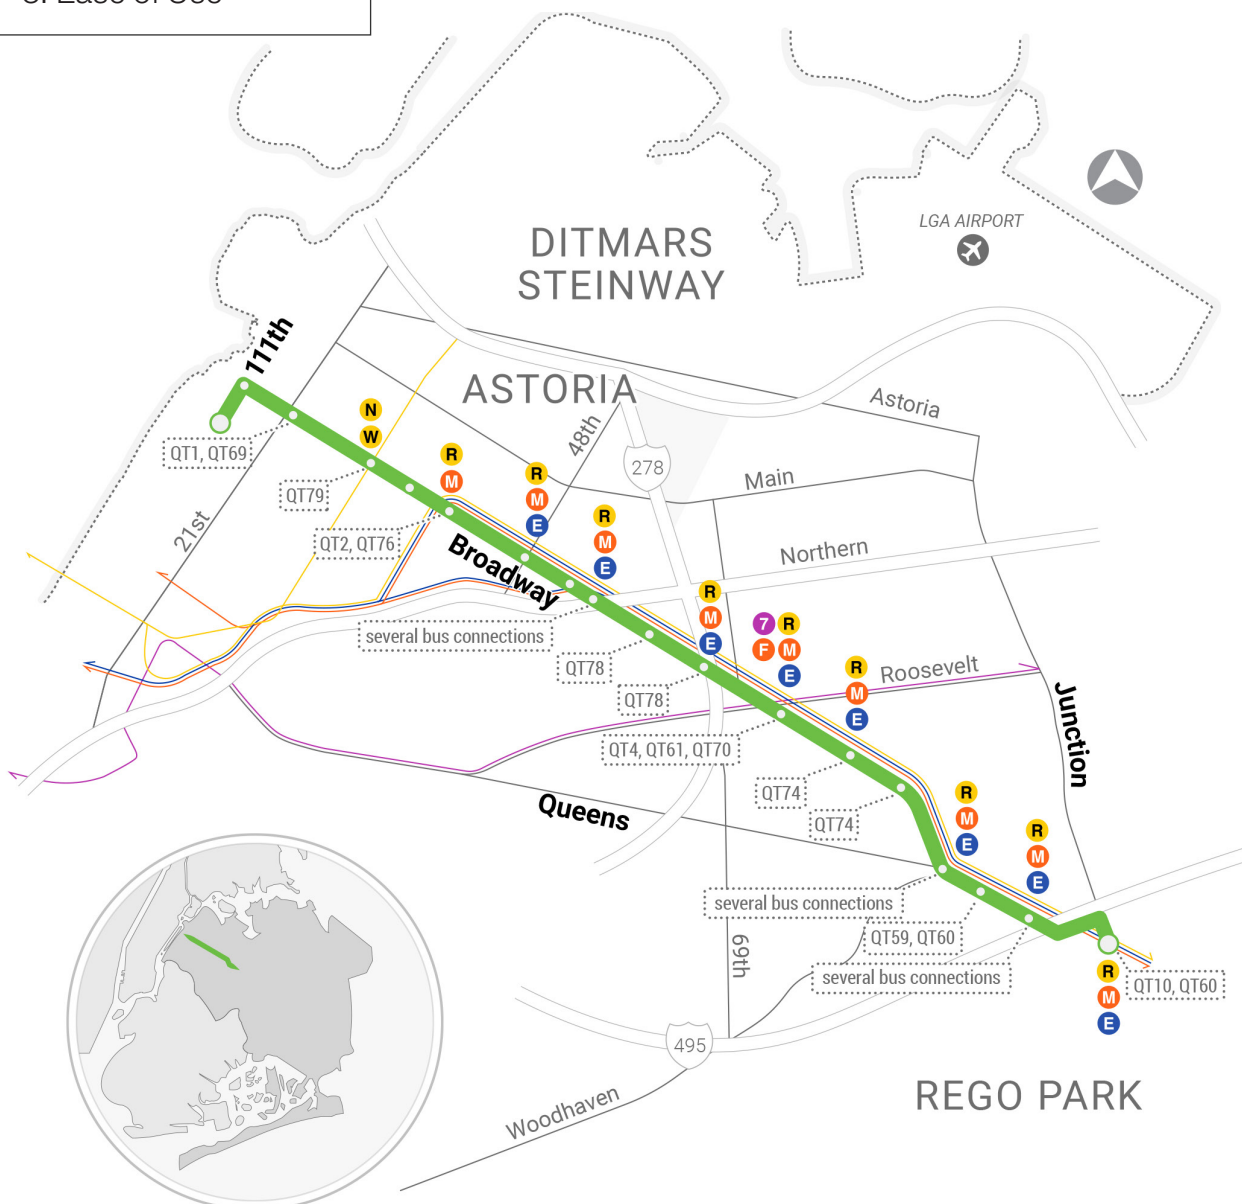 DITMARS
STEINWAY
LGA AIRPORT
111th
ASTORIA
Astoria
N
W
48th
QT1, QT69
R
M
R
M
E
278
Main
QT79
21st
QT2, QT76
R
M
E
Broadway
Northern
several bus connections
R
M
E
7
R
F
M
E
QT78
QT78
Roosevelt
R
M
E
Junction
QT4, QT61, QT70
QT74
QT74
Queens
R
M
E
R
M
E
several bus connections
QT59, QT60
several bus connections
69th
QT10, QT60
R
M
E
495
Woodhaven
REGO PARK